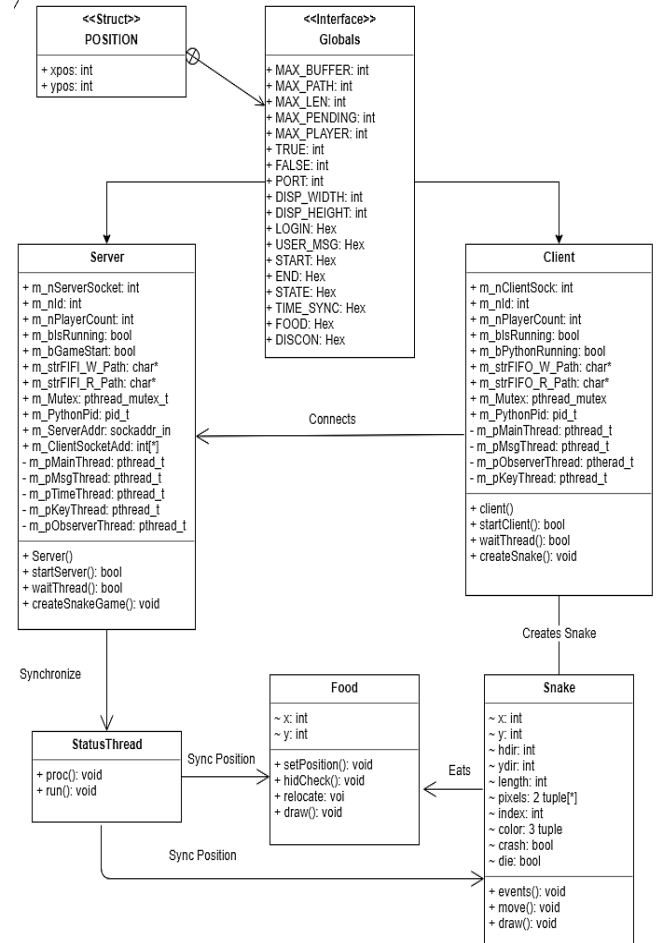 <<Struct>>
POSITION
+ xpos: int
+ ypos: int
<<Interface>>
Globals
+ MAX_BUFFER: int
+ MAX_PATH: int
+ MAX_LEN: int
+ MAX_PENDING: int
+ MAX_PLAYER: int
+ TRUE: int
+ FALSE: int
+ PORT: int
+ DISP_WIDTH: int
+ DISP_HEIGHT: int
+ LOGIN: Hex
+ USER_MSG: Hex
+ START: Hex
+ END: Hex
+ STATE: Hex
+ TIME_SYNC: Hex
+ FOOD: Hex
+ DISCON: Hex
Server
+ m_nServerSocket: int
+ m_nId: int
+ m_nPlayerCount: int
+ m_bIsRunning: bool
+ m_bGameStart: bool
+ m_strFIFI_W_Path: char*
+ m_strFIFI_R_Path: char*
+ m_Mutex: pthread_mutex_t
+ m_PythonPid: pid_t
+ m_ServerAddr: sockaddr_in
+ m_ClientSocketAdd: int[*]
- m_pMainThread: pthread_t
- m_pMsgThread: pthread_t
- m_pTimeThread: pthread_t
- m_pKeyThread: pthread_t
- m_pObserverThread: pthread_t
+ Server()
+ startServer(): bool
+ waitThread(): bool
+ createSnakeGame(): void
Client
+ m_nClientSock: int
+ m_nId: int
+ m_nPlayerCount: int
+ m_bIsRunning: bool
+ m_bPythonRunning: bool
+ m_strFIFO_W_Path: char*
+ m_strFIFO_R_Path: char*
+ m_Mutex: pthread_mutex
+ m_PythonPid: pid_t
- m_pMainThread: pthread_t
- m_pMsgThread: pthread_t
- m_pObserverThread: ptherad_t
- m_pKeyThread: pthread_t
+ client()
+ startClient(): bool
+ waitThread(): bool
+ createSnake(): void
Connects
Synchronize
Creates Snake
StatusThread
+ proc(): void
+ run(): void
Sync Position
Food
~ x: int
~ y: int
+ setPosition(): void
+ hidCheck(): void
+ relocate: voi
+ draw(): void
Eats
Snake
~ x: int
~ y: int
~ hdir: int
~ ydir: int
~ length: int
~ pixels: 2 tuple[*]
~ index: int
~ color: 3 tuple
~ crash: bool
~ die: bool
+ events(): void
+ move(): void
+ draw(): void
Sync Position